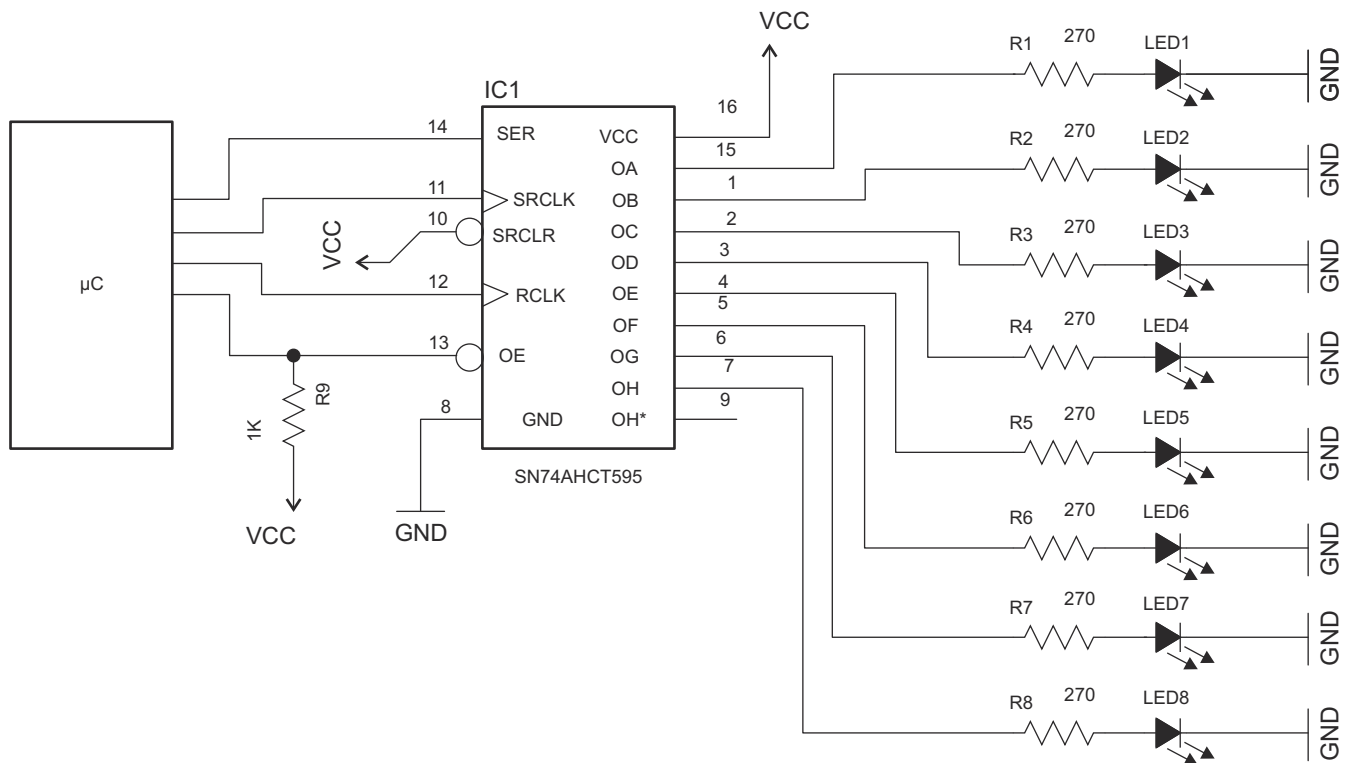 VCC
R1 270 LED1 GND
IC1
16
14 SER VCC
15
OA
R2 270 LED2 GND
1
11 SRCLK OB
10 2
SRCLR OC
R3 270 LED3 GND
VCC
3
OD
µC
12 RCLK OE
4
5
R4 270 LED4 GND
OF
6
13 OE OG
7
R9 1K
OH
8 GND OH* 9
R5 270 LED5 GND
SN74AHCT595
VCC
GND
R6 270 LED6 GND
R7 270 LED7 GND
R8 270 LED8 GND